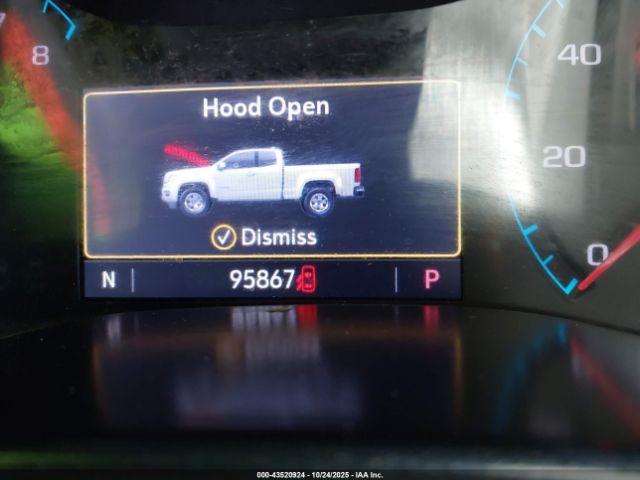 8
40
Hood Open
20
Dismiss
0
N 95867 P
000-43520924 - 10/24/2025 - IAA Inc.